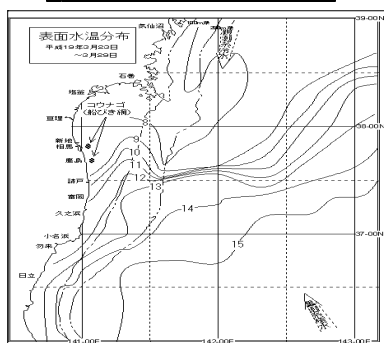 表面水温分布
平成19年3月23日
～3月29日
気仙沼
39-00N
石巻
塩釜
コウナゴ
(船びき網)
亘理
8
38-00N
新地
相馬
9
10
鹿島
11
請戸
12
13
富岡
14
久之浜
15
37-00N
小名浜
勿来
日立
141-00E
142-00E
143-00E